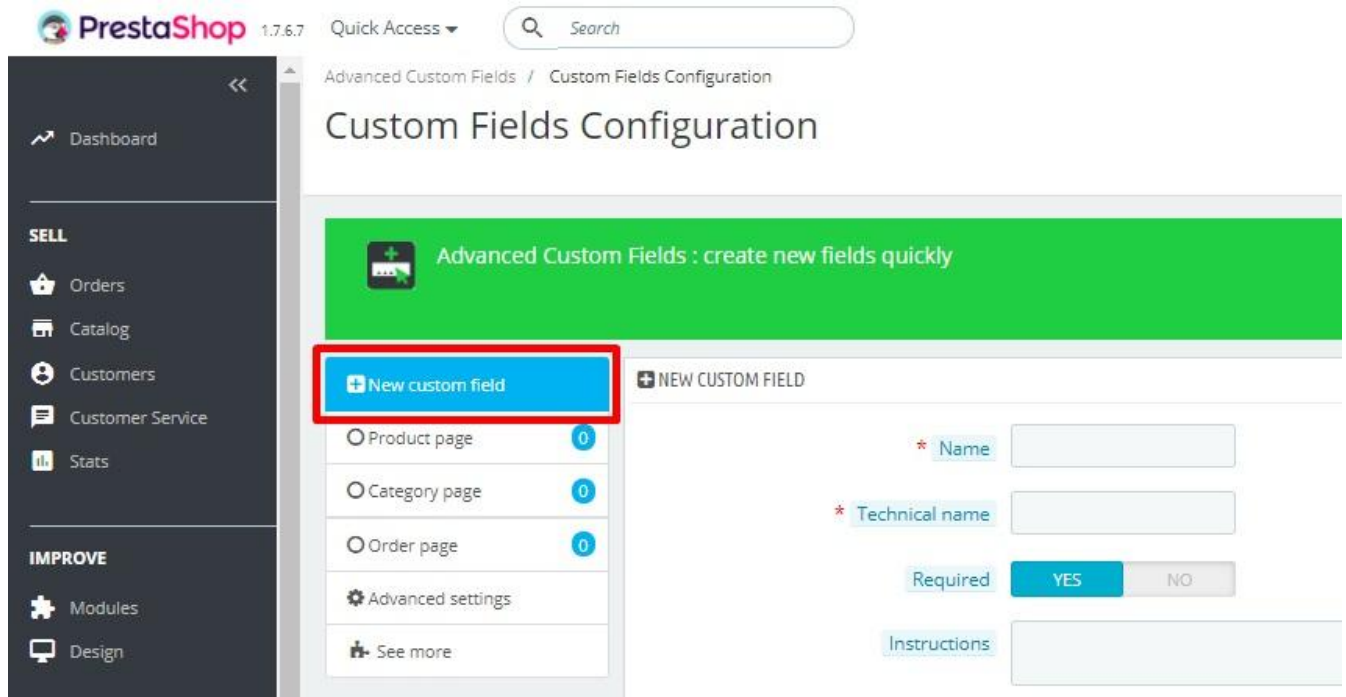 PrestaShop 1.7.6.7 Quick Access Search
Advanced Custom Fields / Custom Fields Configuration
Custom Fields Configuration
Dashboard
SELL
Orders
Catalog
Customers
Customer Service
Stats
IMPROVE
Modules
Design
Advanced Custom Fields : create new fields quickly
New custom field
Product page 0
Category page 0
Order page 0
Advanced settings
See more
NEW CUSTOM FIELD
* Name
* Technical name
Required YES NO
Instructions